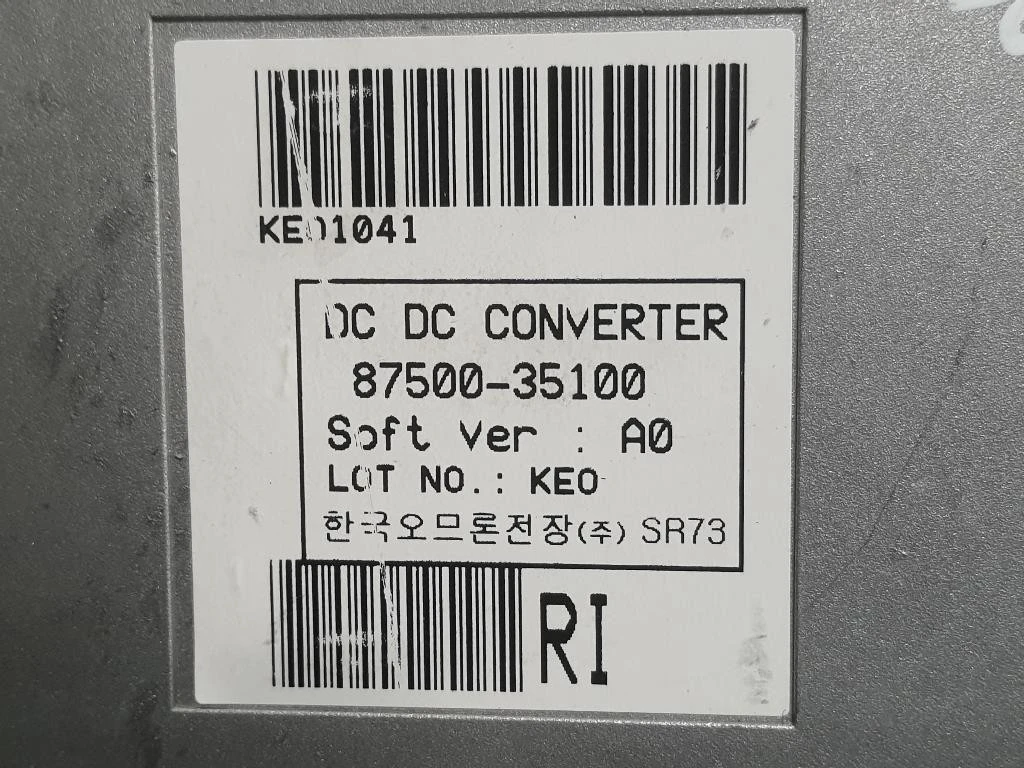 KEO1041
DC DC CONVERTER
87500-35100
Soft Ver : A0
LOT NO.: KEO
한국오므론전장(주) SR73
RI